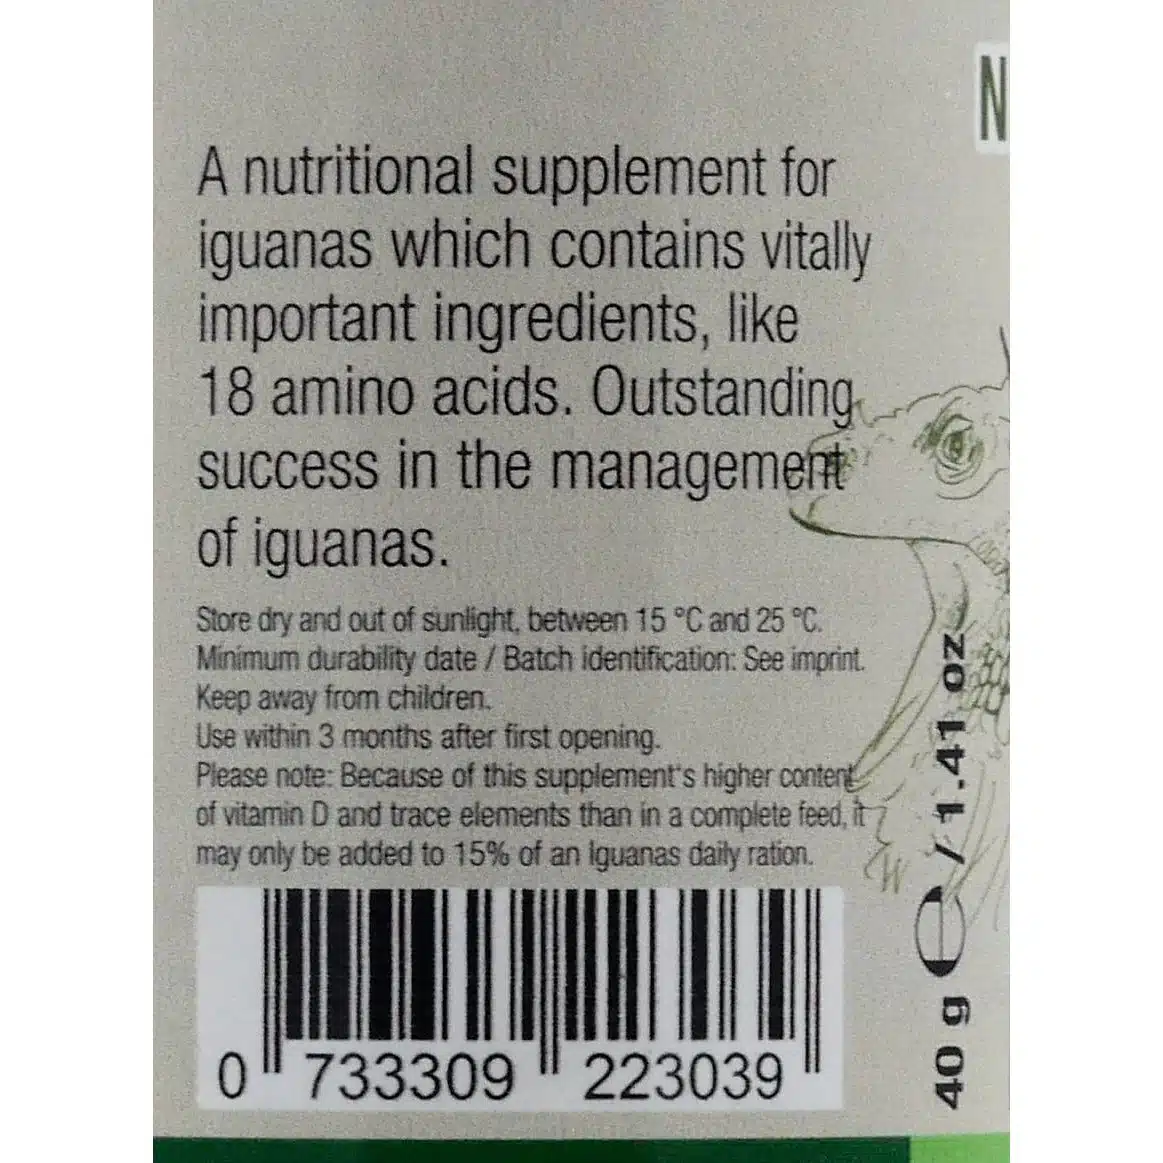 N
A nutritional supplement for
iguanas which contains vitally
important ingredients, like
18 amino acids. Outstanding
success in the management
of iguanas.
Store dry and out of sunlight, between 15 °C and 25 °C.
Minimum durability date / Batch identification: See imprint.
Keep away from children.
Use within 3 months after first opening.
Please note: Because of this supplement's higher content
of vitamin D and trace elements than in a complete feed, it
may only be added to 15% of an Iguanas daily ration.
0 733309 223039
40 g ℮ / 1.41 oz